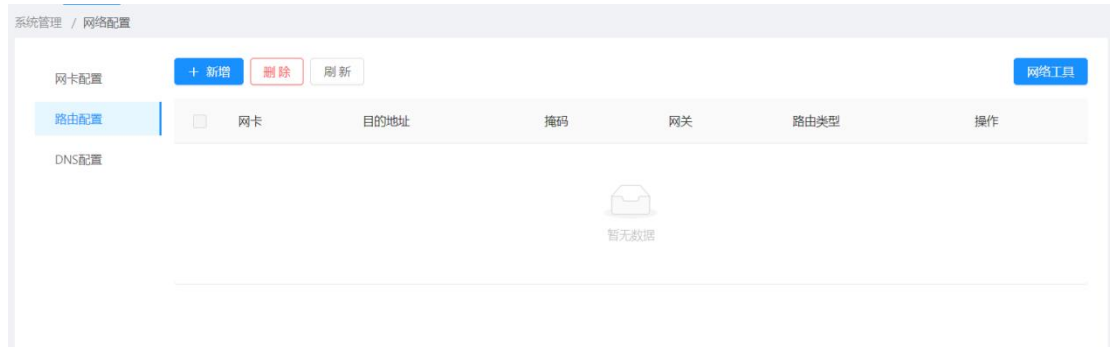 系统管理 / 网络配置
网卡配置
路由配置
DNS配置
+ 新增 删 除 刷 新 网络工具
网卡 目的地址 掩码 网关 路由类型 操作
暂无数据